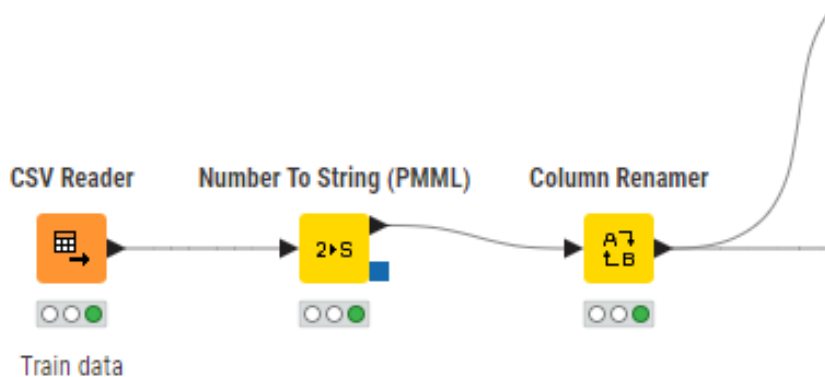 CSV Reader
Number To String (PMML)
Column Renamer
2▸S
A
B
Train data